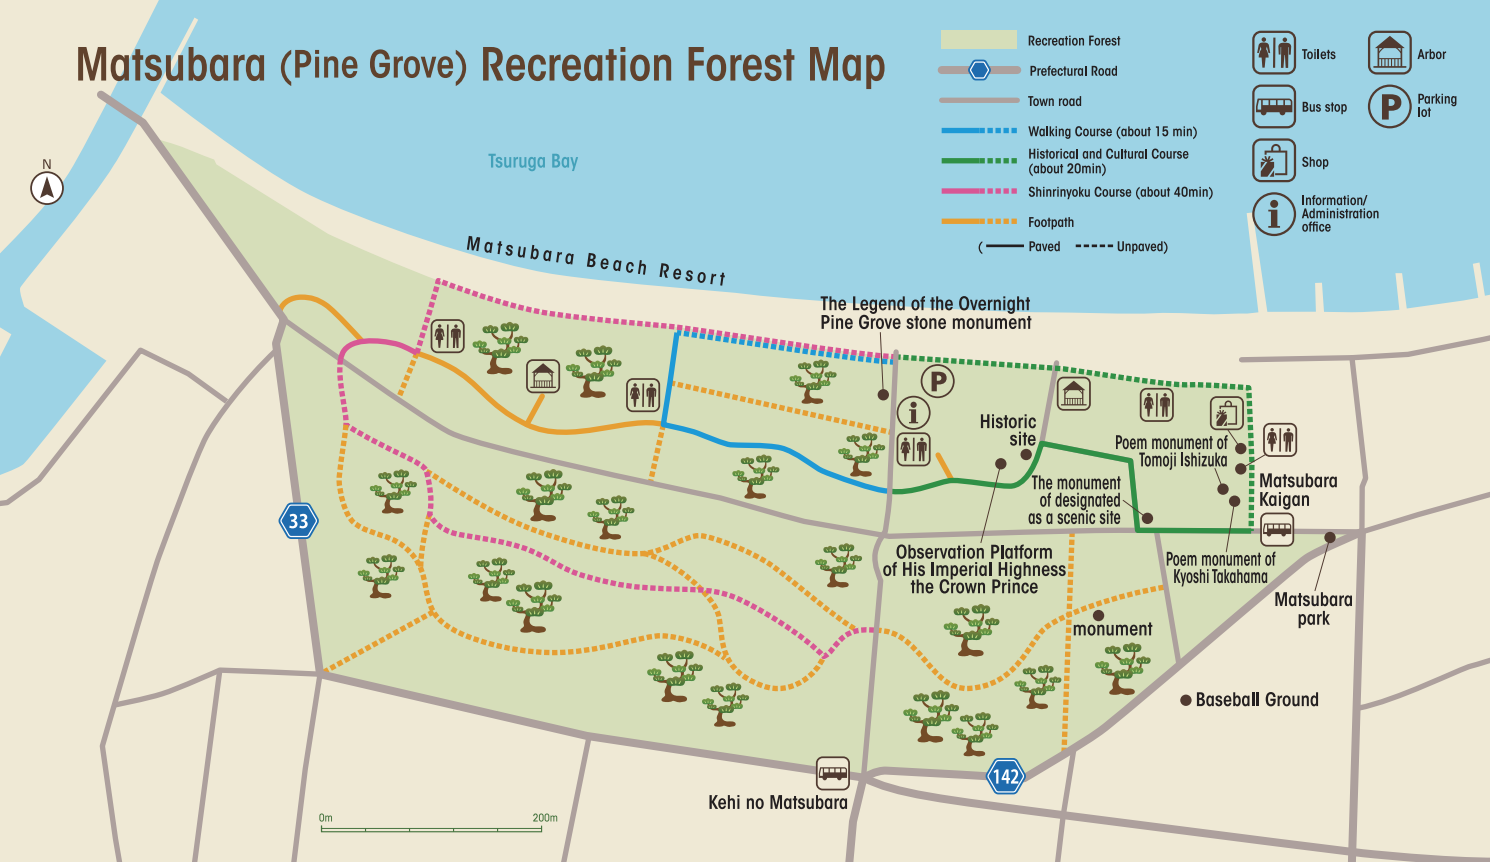 Matsubara (Pine Grove) Recreation Forest Map
Recreation Forest
Prefectural Road
Town road
Walking Course (about 15 min)
Historical and Cultural Course
(about 20min)
Shinrinyoku Course (about 40min)
Footpath
( Paved Unpaved)
Toilets
Arbor
Bus stop
P
Parking
lot
Shop
i
Information/
Administration
office
N
Tsuruga Bay
Matsubara Beach Resort
The Legend of the Overnight
Pine Grove stone monument
P
i
Historic
site
Poem monument of
Tomoji Ishizuka
The monument
of designated
as a scenic site
Matsubara
Kaigan
33
Observation Platform
of His Imperial Highness
the Crown Prince
Poem monument of
Kyoshi Takahama
Matsubara
park
monument
Baseball Ground
142
Kehi no Matsubara
0m
200m